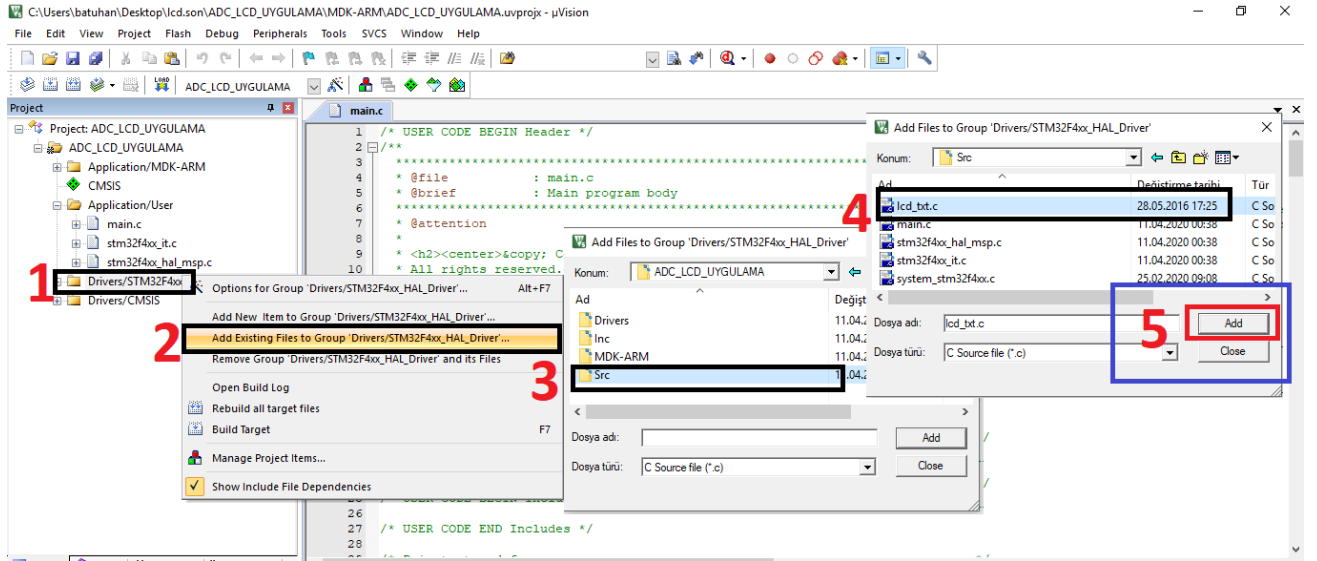 C:\Users\batuhan\Desktop\lcd.son\ADC_LCD_UYGULAMA\MDK-ARM\ADC_LCD_UYGULAMA.uvprojx - µVision
File Edit View Project Flash Debug Peripherals Tools SVCS Window Help
LOAD
ADC_LCD_UYGULAMA
Project
Project: ADC_LCD_UYGULAMA
ADC_LCD_UYGULAMA
Application/MDK-ARM
CMSIS
Application/User
main.c
stm32f4xx_it.c
stm32f4xx_hal_msp.c
Drivers/STM32F4xx
Drivers/CMSIS
1
main.c
1 /* USER CODE BEGIN Header */
2 /**
3 ******************************************************************************
4 * @file : main.c
5 * @brief : Main program body
6 ******************************************************************************
7 * @attention
8 *
9 * <h2><center>&copy; C
10 * All rights reserved.
26
27 /* USER CODE END Includes */
28
2
Options for Group 'Drivers/STM32F4xx_HAL_Driver'... Alt+F7
Add New Item to Group 'Drivers/STM32F4xx_HAL_Driver'...
Add Existing Files to Group 'Drivers/STM32F4xx_HAL_Driver'...
Remove Group 'Drivers/STM32F4xx_HAL_Driver' and its Files
Open Build Log
Rebuild all target files
Build Target F7
Manage Project Items...
Show Include File Dependencies
3
Add Files to Group 'Drivers/STM32F4xx_HAL_Driver'
Konum: ADC_LCD_UYGULAMA
Ad Değişt
Drivers 11.04.2
Inc 11.04.2
MDK-ARM 11.04.2
Src 11.04.2
Dosya adı: Add
Dosya türü: C Source file (*.c) Close
4
Add Files to Group 'Drivers/STM32F4xx_HAL_Driver'
Konum: Src
Ad Değiştirme tarihi Tür
lcd_txt.c 28.05.2016 17:25 C So
main.c 11.04.2020 00:38 C So
stm32f4xx_hal_msp.c 11.04.2020 00:38 C So
stm32f4xx_it.c 11.04.2020 00:38 C So
system_stm32f4xx.c 25.02.2020 09:08 C So
5
Dosya adı: lcd_txt.c Add
Dosya türü: C Source file (*.c) Close